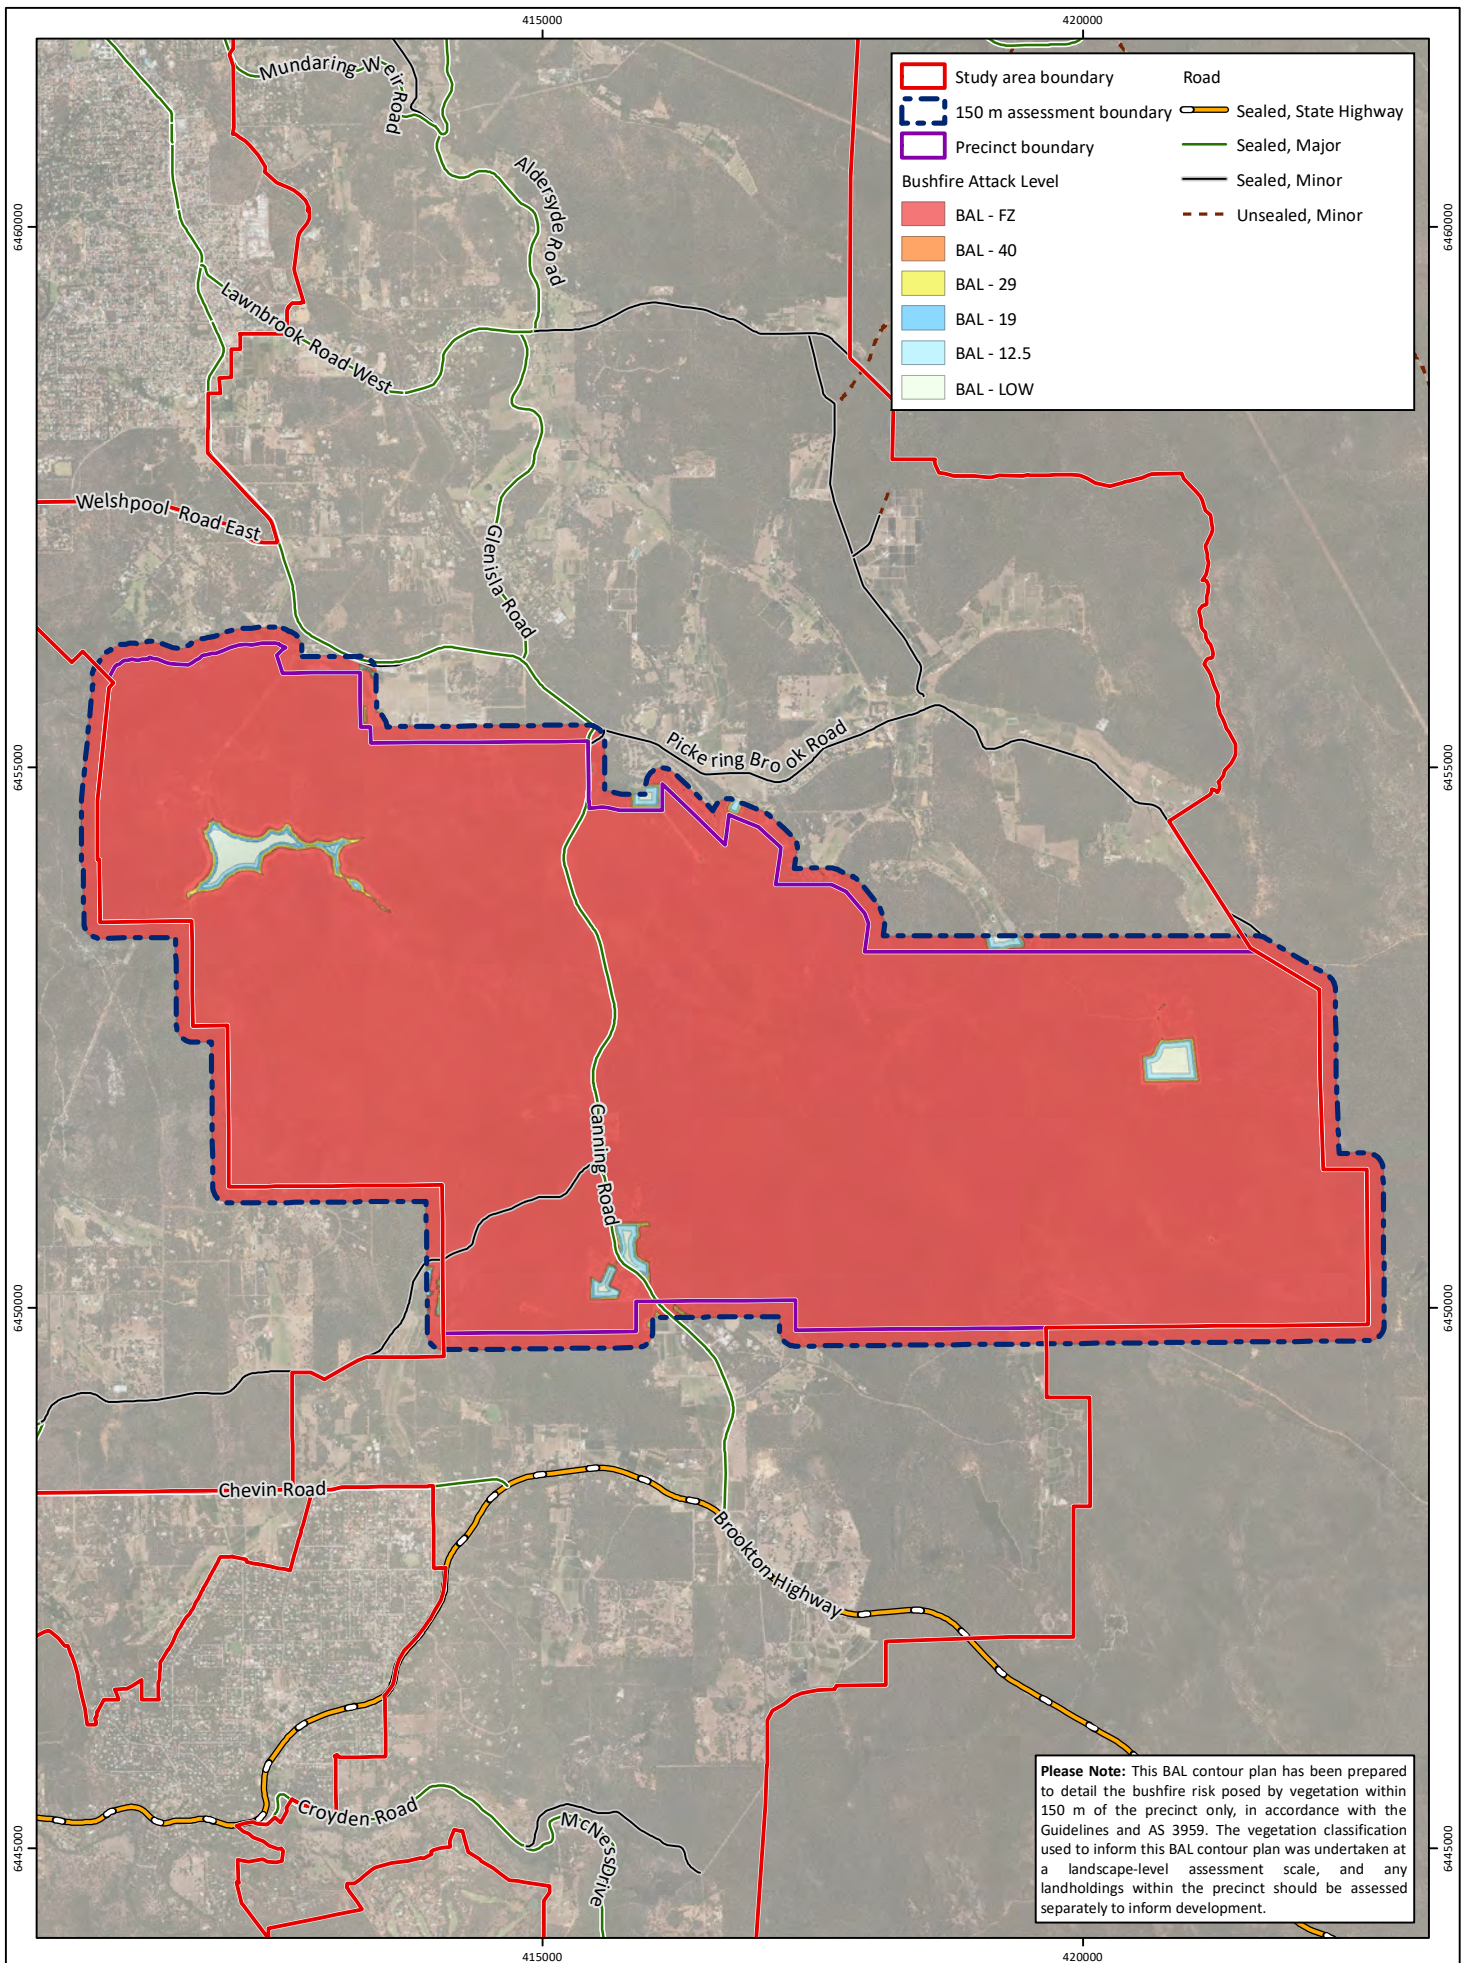 415000
420000
Study area boundary
150 m assessment boundary
Precinct boundary
Bushfire Attack Level
BAL - FZ
BAL - 40
BAL - 29
BAL - 19
BAL - 12.5
BAL - LOW
Road
Sealed, State Highway
Sealed, Major
Sealed, Minor
Unsealed, Minor
Mundaring Weir Road
Aldersyde Road
6460000
6460000
Lawnbrook Road West
Welshpool Road East
Glenisla Road
Pickering Brook Road
6455000
6455000
Canning Road
6450000
6450000
Chevin Road
Brookton Highway
Croyden Road
McNess Drive
6445000
6445000
Please Note: This BAL contour plan has been prepared
to detail the bushfire risk posed by vegetation within
150 m of the precinct only, in accordance with the
Guidelines and AS 3959. The vegetation classification
used to inform this BAL contour plan was undertaken at
a landscape-level assessment scale, and any
landholdings within the precinct should be assessed
separately to inform development.
415000
420000